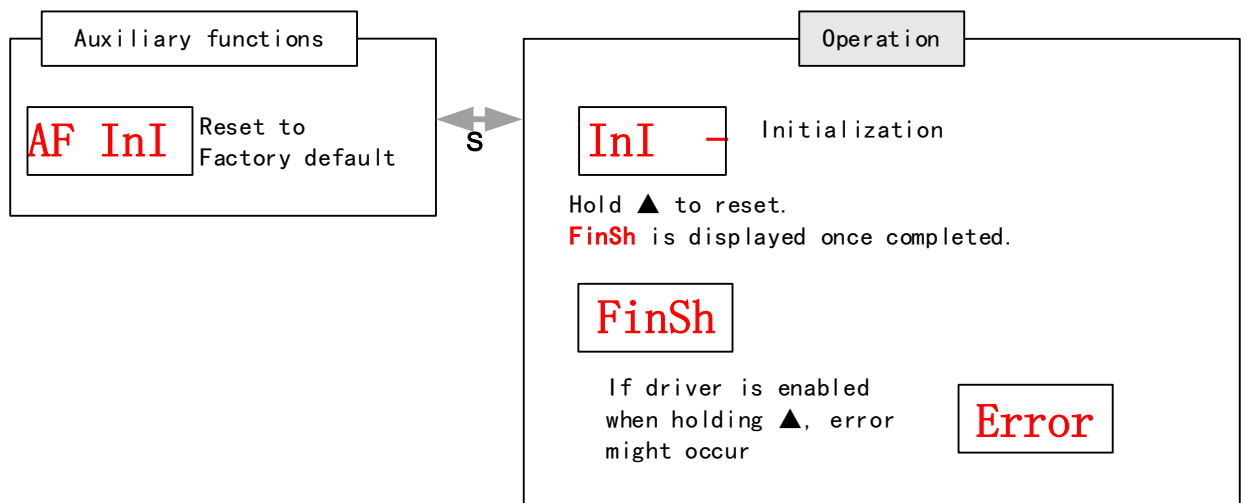 Auxiliary functions
AF InI
Reset to
Factory default
S
Operation
InI -
Initialization
Hold ▲ to reset.
FinSh is displayed once completed.
FinSh
If driver is enabled
when holding ▲, error
might occur
Error